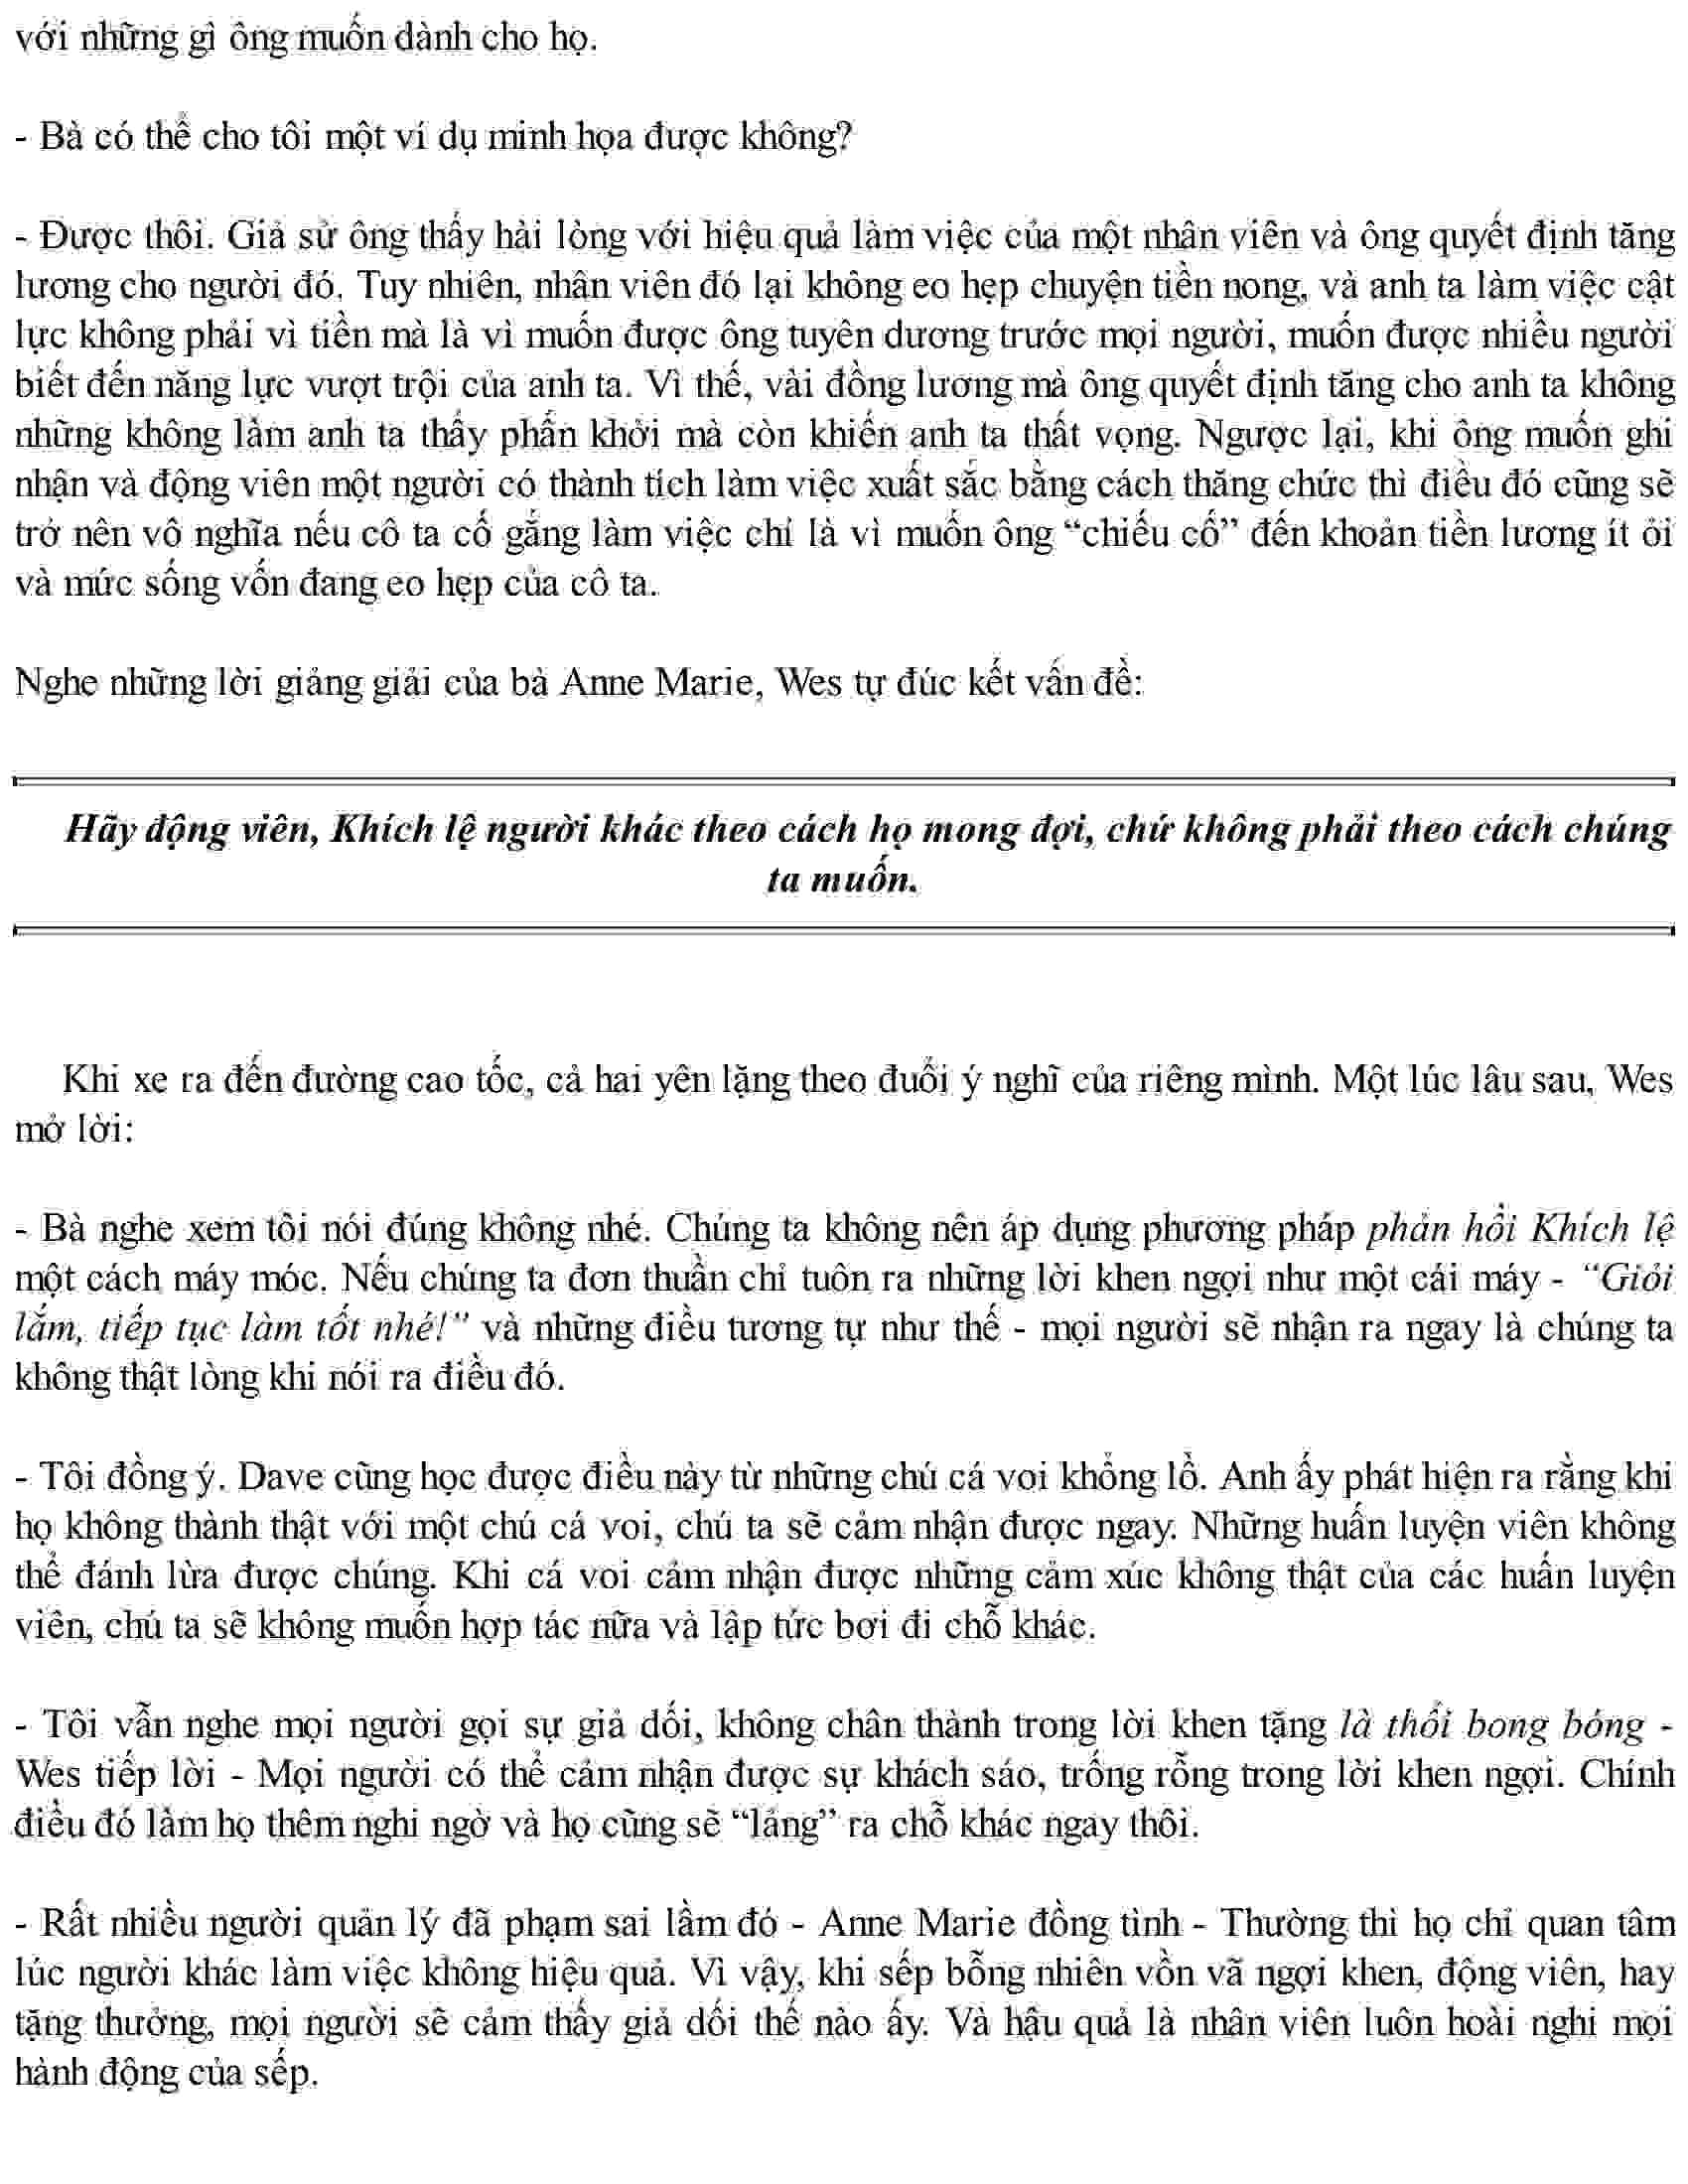 với những gì ông muốn dành cho họ.
- Bà có thể cho tôi một ví dụ minh họa được không?
- Được thôi. Giả sử ông thấy hài lòng với hiệu quả làm việc của một nhân viên và ông quyết định tăng
lương cho người đó. Tuy nhiên, nhân viên đó lại không eo hẹp chuyện tiền nong, và anh ta làm việc cật
lực không phải vì tiền mà là vì muốn được ông tuyên dương trước mọi người, muốn được nhiều người
biết đến năng lực vượt trội của anh ta. Vì thế, vài đồng lương mà ông quyết định tăng cho anh ta không
những không làm anh ta thấy phấn khởi mà còn khiến anh ta thất vọng. Ngược lại, khi ông muốn ghi
nhận và động viên một người có thành tích làm việc xuất sắc bằng cách thăng chức thì điều đó cũng sẽ
trở nên vô nghĩa nếu cô ta cố gắng làm việc chỉ là vì muốn ông “chiếu cố” đến khoản tiền lương ít ỏi
và mức sống vốn đang eo hẹp của cô ta.
Nghe những lời giảng giải của bà Anne Marie, Wes tự đúc kết vấn đề:
Hãy động viên, Khích lệ người khác theo cách họ mong đợi, chứ không phải theo cách chúng
ta muốn.
Khi xe ra đến đường cao tốc, cả hai yên lặng theo đuổi ý nghĩ của riêng mình. Một lúc lâu sau, Wes
mở lời:
- Bà nghe xem tôi nói đúng không nhé. Chúng ta không nên áp dụng phương pháp phản hồi Khích lệ
một cách máy móc. Nếu chúng ta đơn thuần chỉ tuôn ra những lời khen ngợi như một cái máy - “Giỏi
lắm, tiếp tục làm tốt nhé!” và những điều tương tự như thế - mọi người sẽ nhận ra ngay là chúng ta
không thật lòng khi nói ra điều đó.
- Tôi đồng ý. Dave cũng học được điều này từ những chú cá voi khổng lồ. Anh ấy phát hiện ra rằng khi
họ không thành thật với một chú cá voi, chú ta sẽ cảm nhận được ngay. Những huấn luyện viên không
thể đánh lừa được chúng. Khi cá voi cảm nhận được những cảm xúc không thật của các huấn luyện
viên, chú ta sẽ không muốn hợp tác nữa và lập tức bơi đi chỗ khác.
- Tôi vẫn nghe mọi người gọi sự giả dối, không chân thành trong lời khen tặng là thổi bong bóng -
Wes tiếp lời - Mọi người có thể cảm nhận được sự khách sáo, trống rỗng trong lời khen ngợi. Chính
điều đó làm họ thêm nghi ngờ và họ cũng sẽ “lảng” ra chỗ khác ngay thôi.
- Rất nhiều người quản lý đã phạm sai lầm đó - Anne Marie đồng tình - Thường thì họ chỉ quan tâm
lúc người khác làm việc không hiệu quả. Vì vậy, khi sếp bỗng nhiên vồn vã ngợi khen, động viên, hay
tặng thưởng, mọi người sẽ cảm thấy giả dối thế nào ấy. Và hậu quả là nhân viên luôn hoài nghi mọi
hành động của sếp.